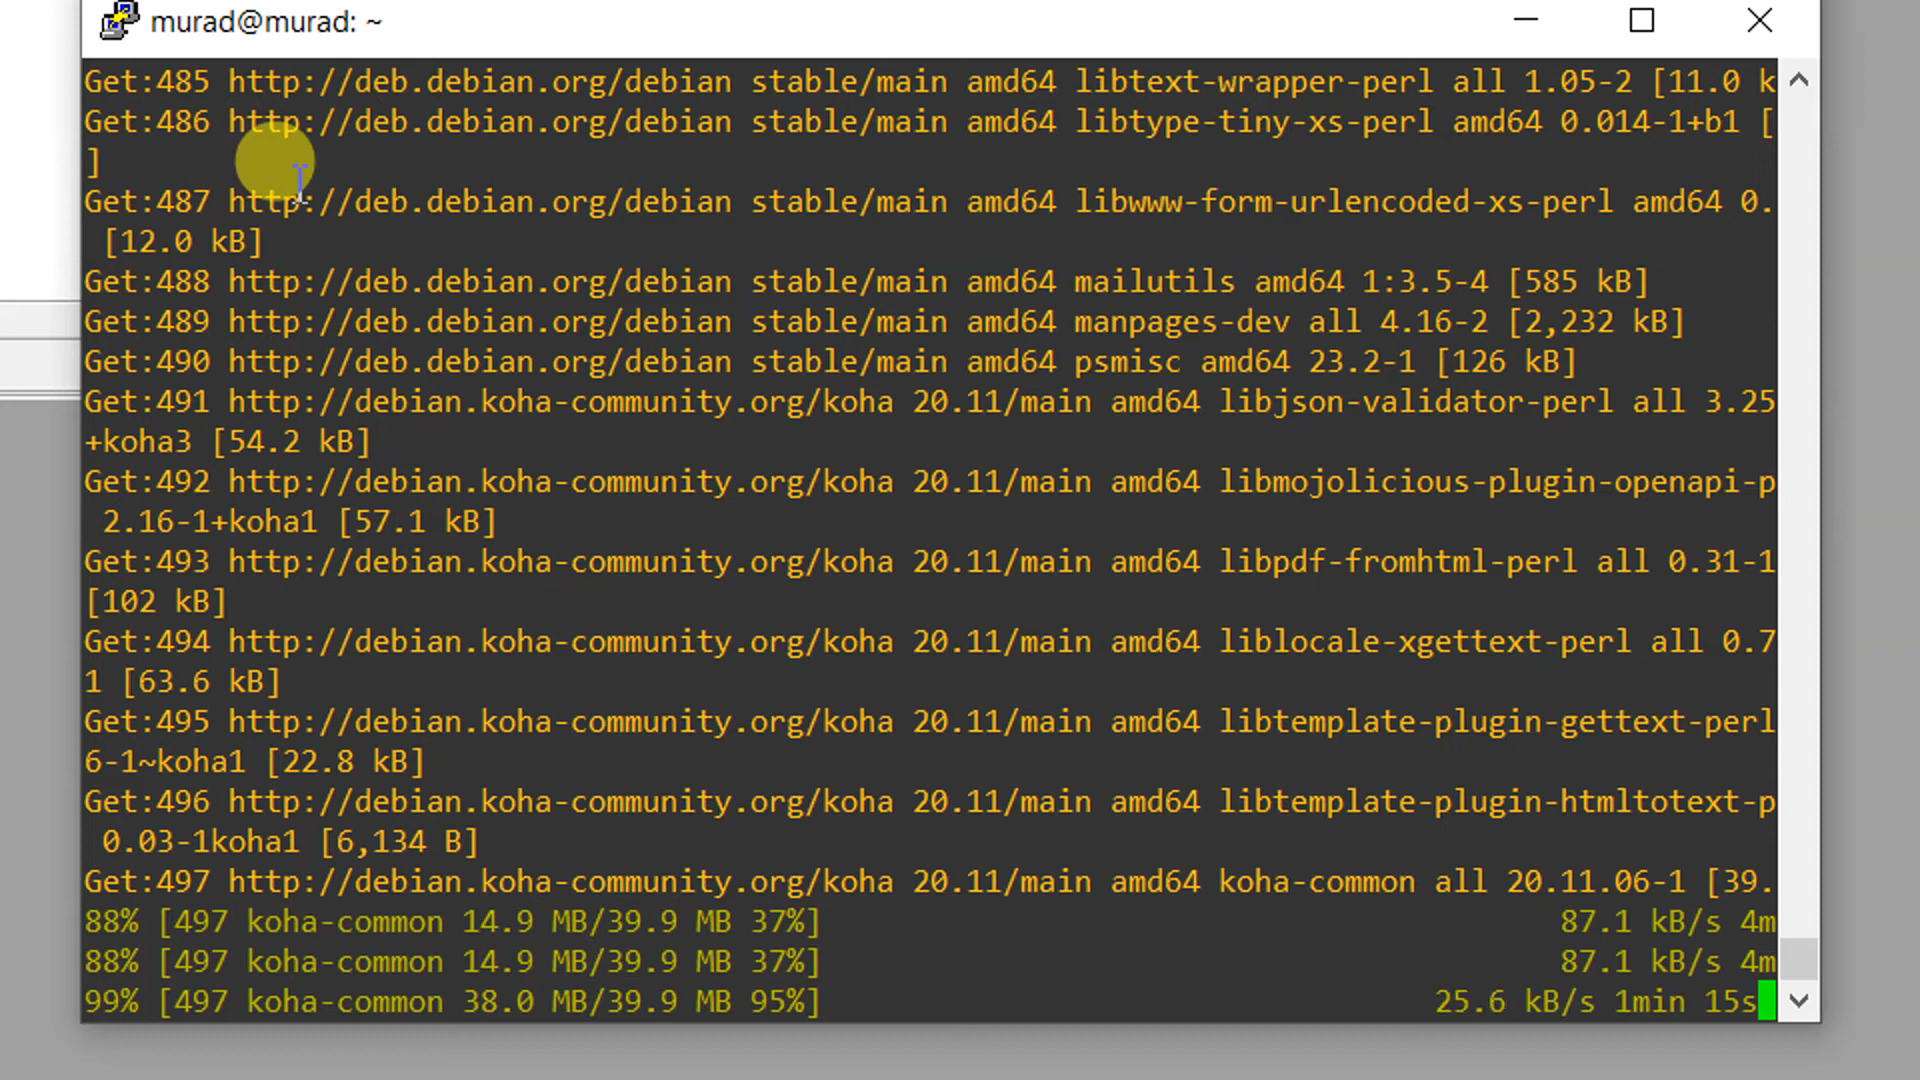 murad@murad: ~
Get:485 http://deb.debian.org/debian stable/main amd64 libtext-wrapper-perl all 1.05-2 [11.0 k
Get:486 http://deb.debian.org/debian stable/main amd64 libtype-tiny-xs-perl amd64 0.014-1+b1 [
]
Get:487 http://deb.debian.org/debian stable/main amd64 libwww-form-urlencoded-xs-perl amd64 0.
[12.0 kB]
Get:488 http://deb.debian.org/debian stable/main amd64 mailutils amd64 1:3.5-4 [585 kB]
Get:489 http://deb.debian.org/debian stable/main amd64 manpages-dev all 4.16-2 [2,232 kB]
Get:490 http://deb.debian.org/debian stable/main amd64 psmisc amd64 23.2-1 [126 kB]
Get:491 http://debian.koha-community.org/koha 20.11/main amd64 libjson-validator-perl all 3.25
+koha3 [54.2 kB]
Get:492 http://debian.koha-community.org/koha 20.11/main amd64 libmojolicious-plugin-openapi-p
2.16-1+koha1 [57.1 kB]
Get:493 http://debian.koha-community.org/koha 20.11/main amd64 libpdf-fromhtml-perl all 0.31-1
[102 kB]
Get:494 http://debian.koha-community.org/koha 20.11/main amd64 liblocale-xgettext-perl all 0.7
1 [63.6 kB]
Get:495 http://debian.koha-community.org/koha 20.11/main amd64 libtemplate-plugin-gettext-perl
6-1~koha1 [22.8 kB]
Get:496 http://debian.koha-community.org/koha 20.11/main amd64 libtemplate-plugin-htmltotext-p
0.03-1koha1 [6,134 B]
Get:497 http://debian.koha-community.org/koha 20.11/main amd64 koha-common all 20.11.06-1 [39.
88% [497 koha-common 14.9 MB/39.9 MB 37%] 87.1 kB/s 4m
88% [497 koha-common 14.9 MB/39.9 MB 37%] 87.1 kB/s 4m
99% [497 koha-common 38.0 MB/39.9 MB 95%] 25.6 kB/s 1min 15s